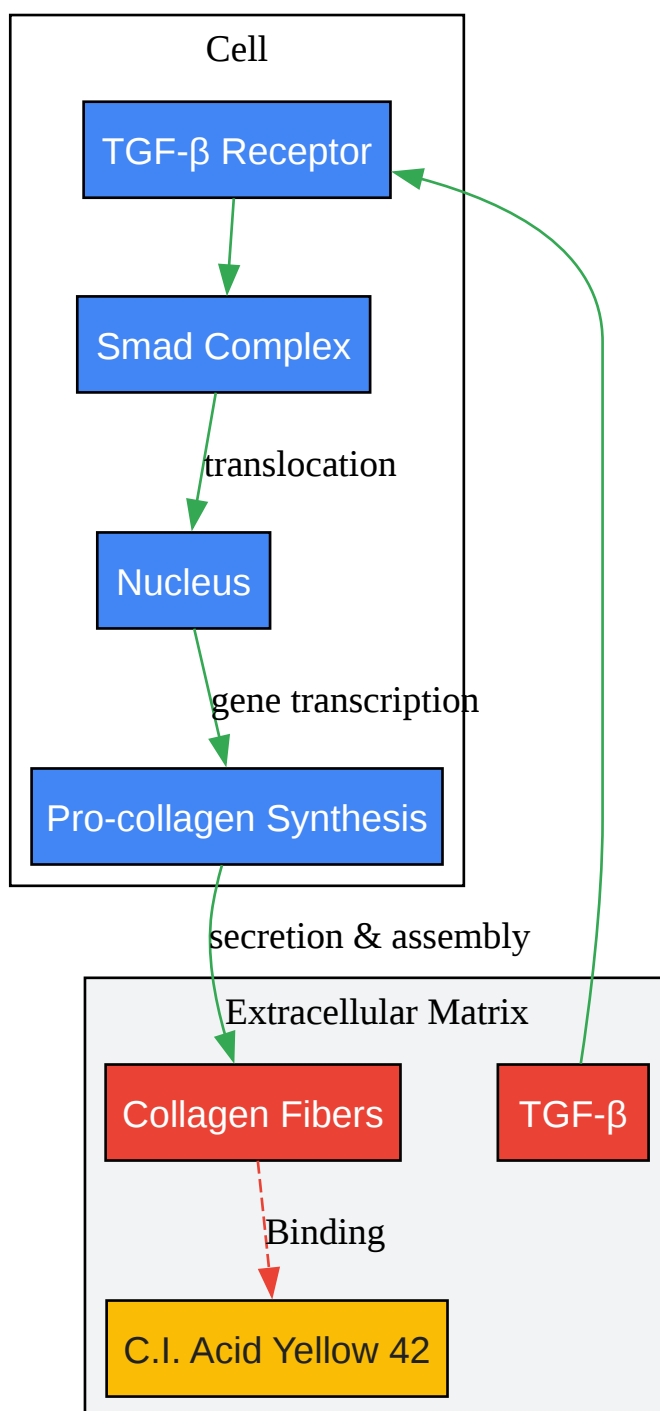 Cell
TGF-β Receptor
Smad Complex
translocation
Nucleus
gene transcription
Pro-collagen Synthesis
secretion & assembly
Extracellular Matrix
Collagen Fibers
TGF-β
Binding
C.I. Acid Yellow 42